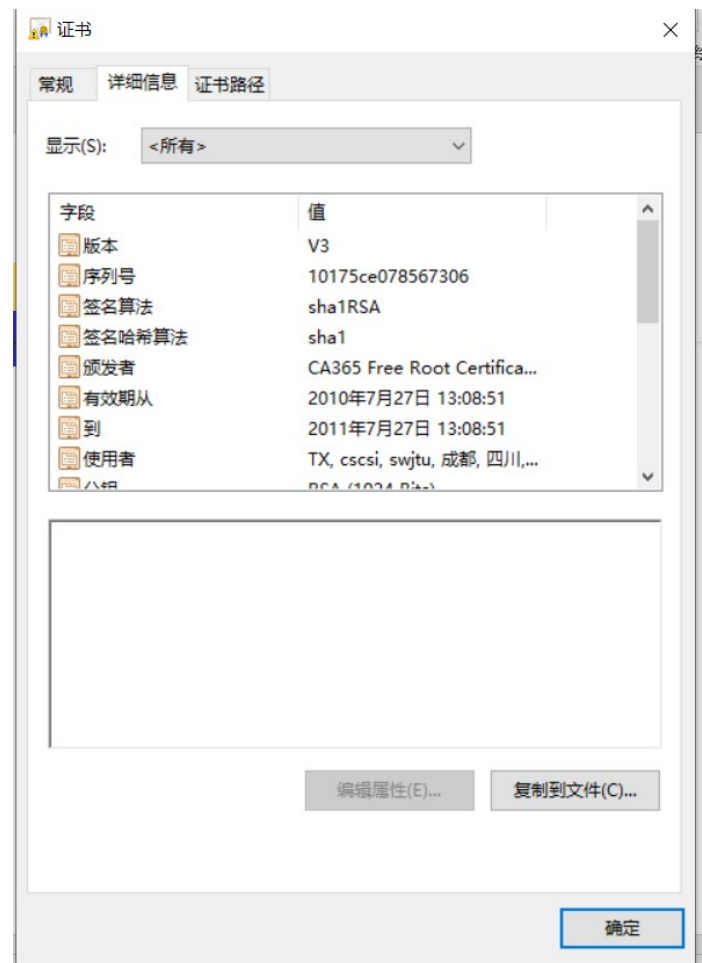 证书
常规 详细信息 证书路径
显示(S): <所有>
字段 值
版本 V3
序列号 10175ce078567306
签名算法 sha1RSA
签名哈希算法 sha1
颁发者 CA365 Free Root Certifica...
有效期从 2010年7月27日 13:08:51
到 2011年7月27日 13:08:51
使用者 TX, cscsi, swjtu, 成都, 四川,...
公钥 RSA (1024 Bits)
编辑属性(E)... 复制到文件(C)...
确定